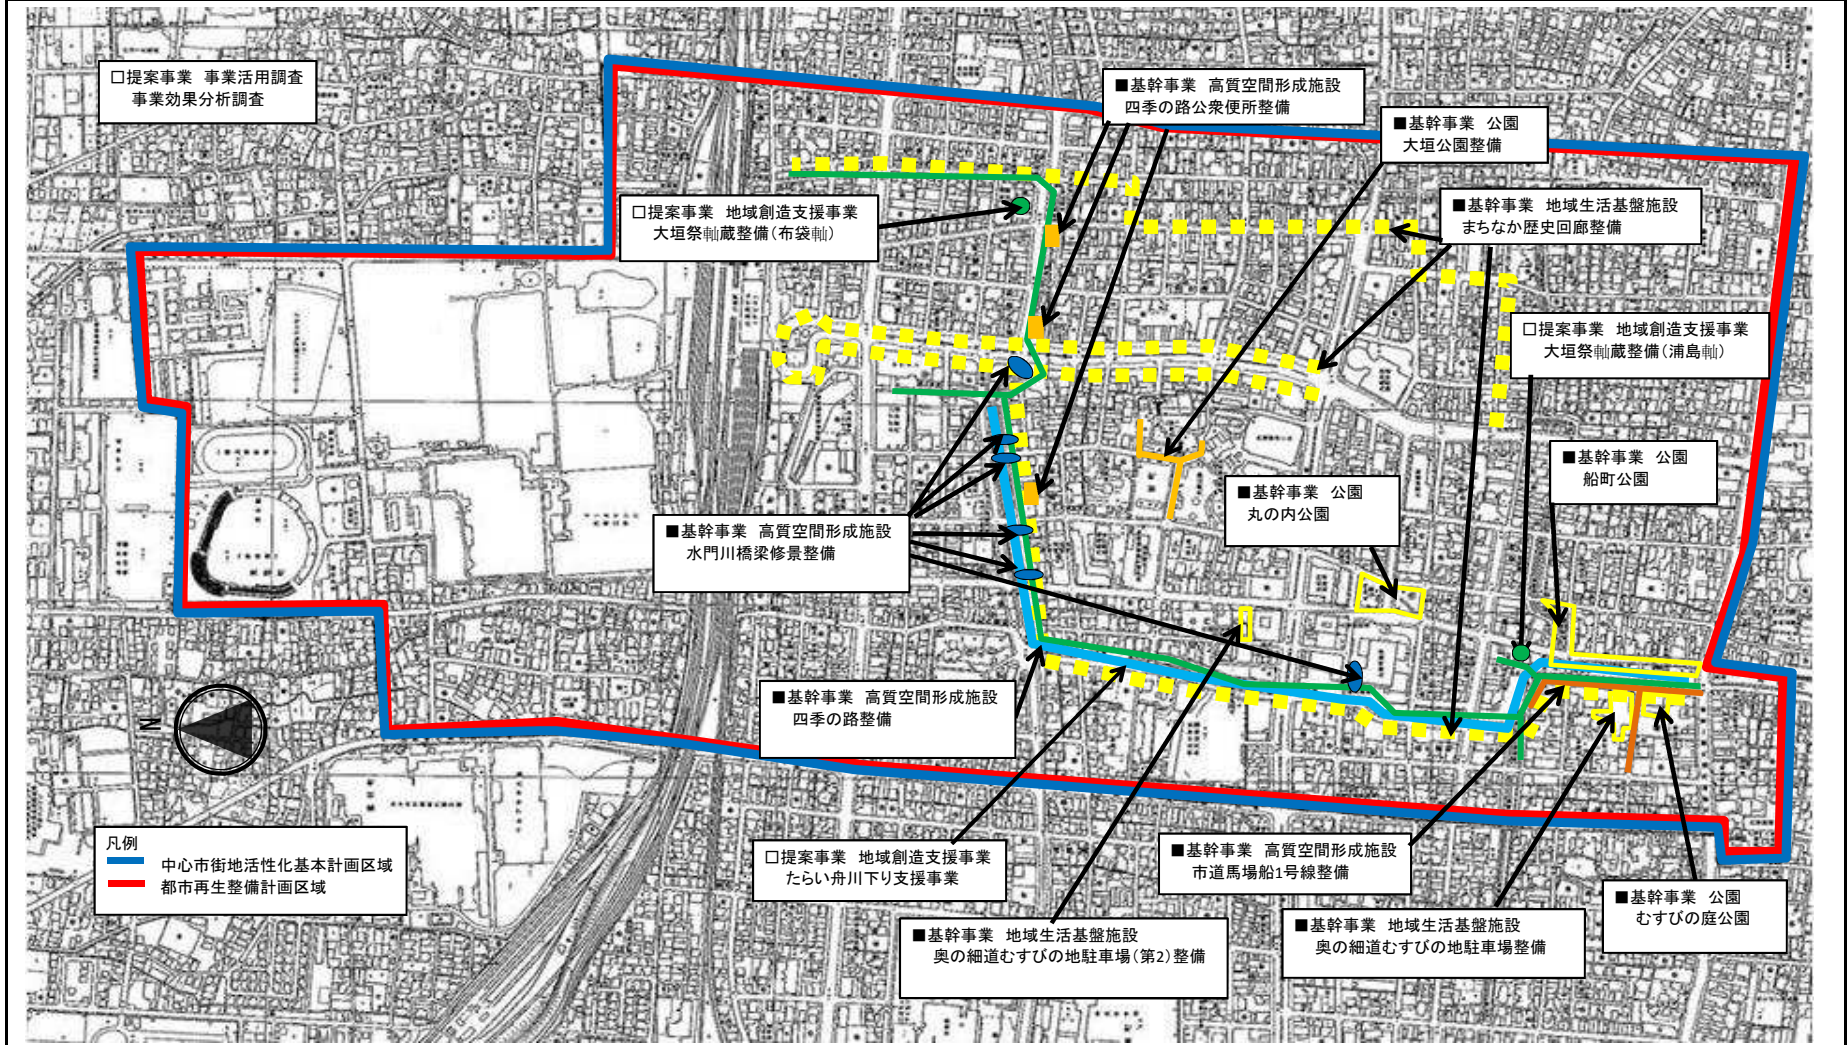 □提案事業 事業活用調査
事業効果分析調査
■基幹事業 高質空間形成施設
四季の路公衆便所整備
■基幹事業 公園
大垣公園整備
□提案事業 地域創造支援事業
大垣祭軕蔵整備(布袋軕)
■基幹事業 地域生活基盤施設
まちなか歴史回廊整備
□提案事業 地域創造支援事業
大垣祭軕蔵整備(浦島軕)
■基幹事業 公園
船町公園
■基幹事業 公園
丸の内公園
■基幹事業 高質空間形成施設
水門川橋梁修景整備
■基幹事業 高質空間形成施設
四季の路整備
N
凡例
中心市街地活性化基本計画区域
都市再生整備計画区域
□提案事業 地域創造支援事業
たらい舟川下り支援事業
■基幹事業 高質空間形成施設
市道馬場船1号線整備
■基幹事業 地域生活基盤施設
奥の細道むすびの地駐車場(第2)整備
■基幹事業 地域生活基盤施設
奥の細道むすびの地駐車場整備
■基幹事業 公園
むすびの庭公園